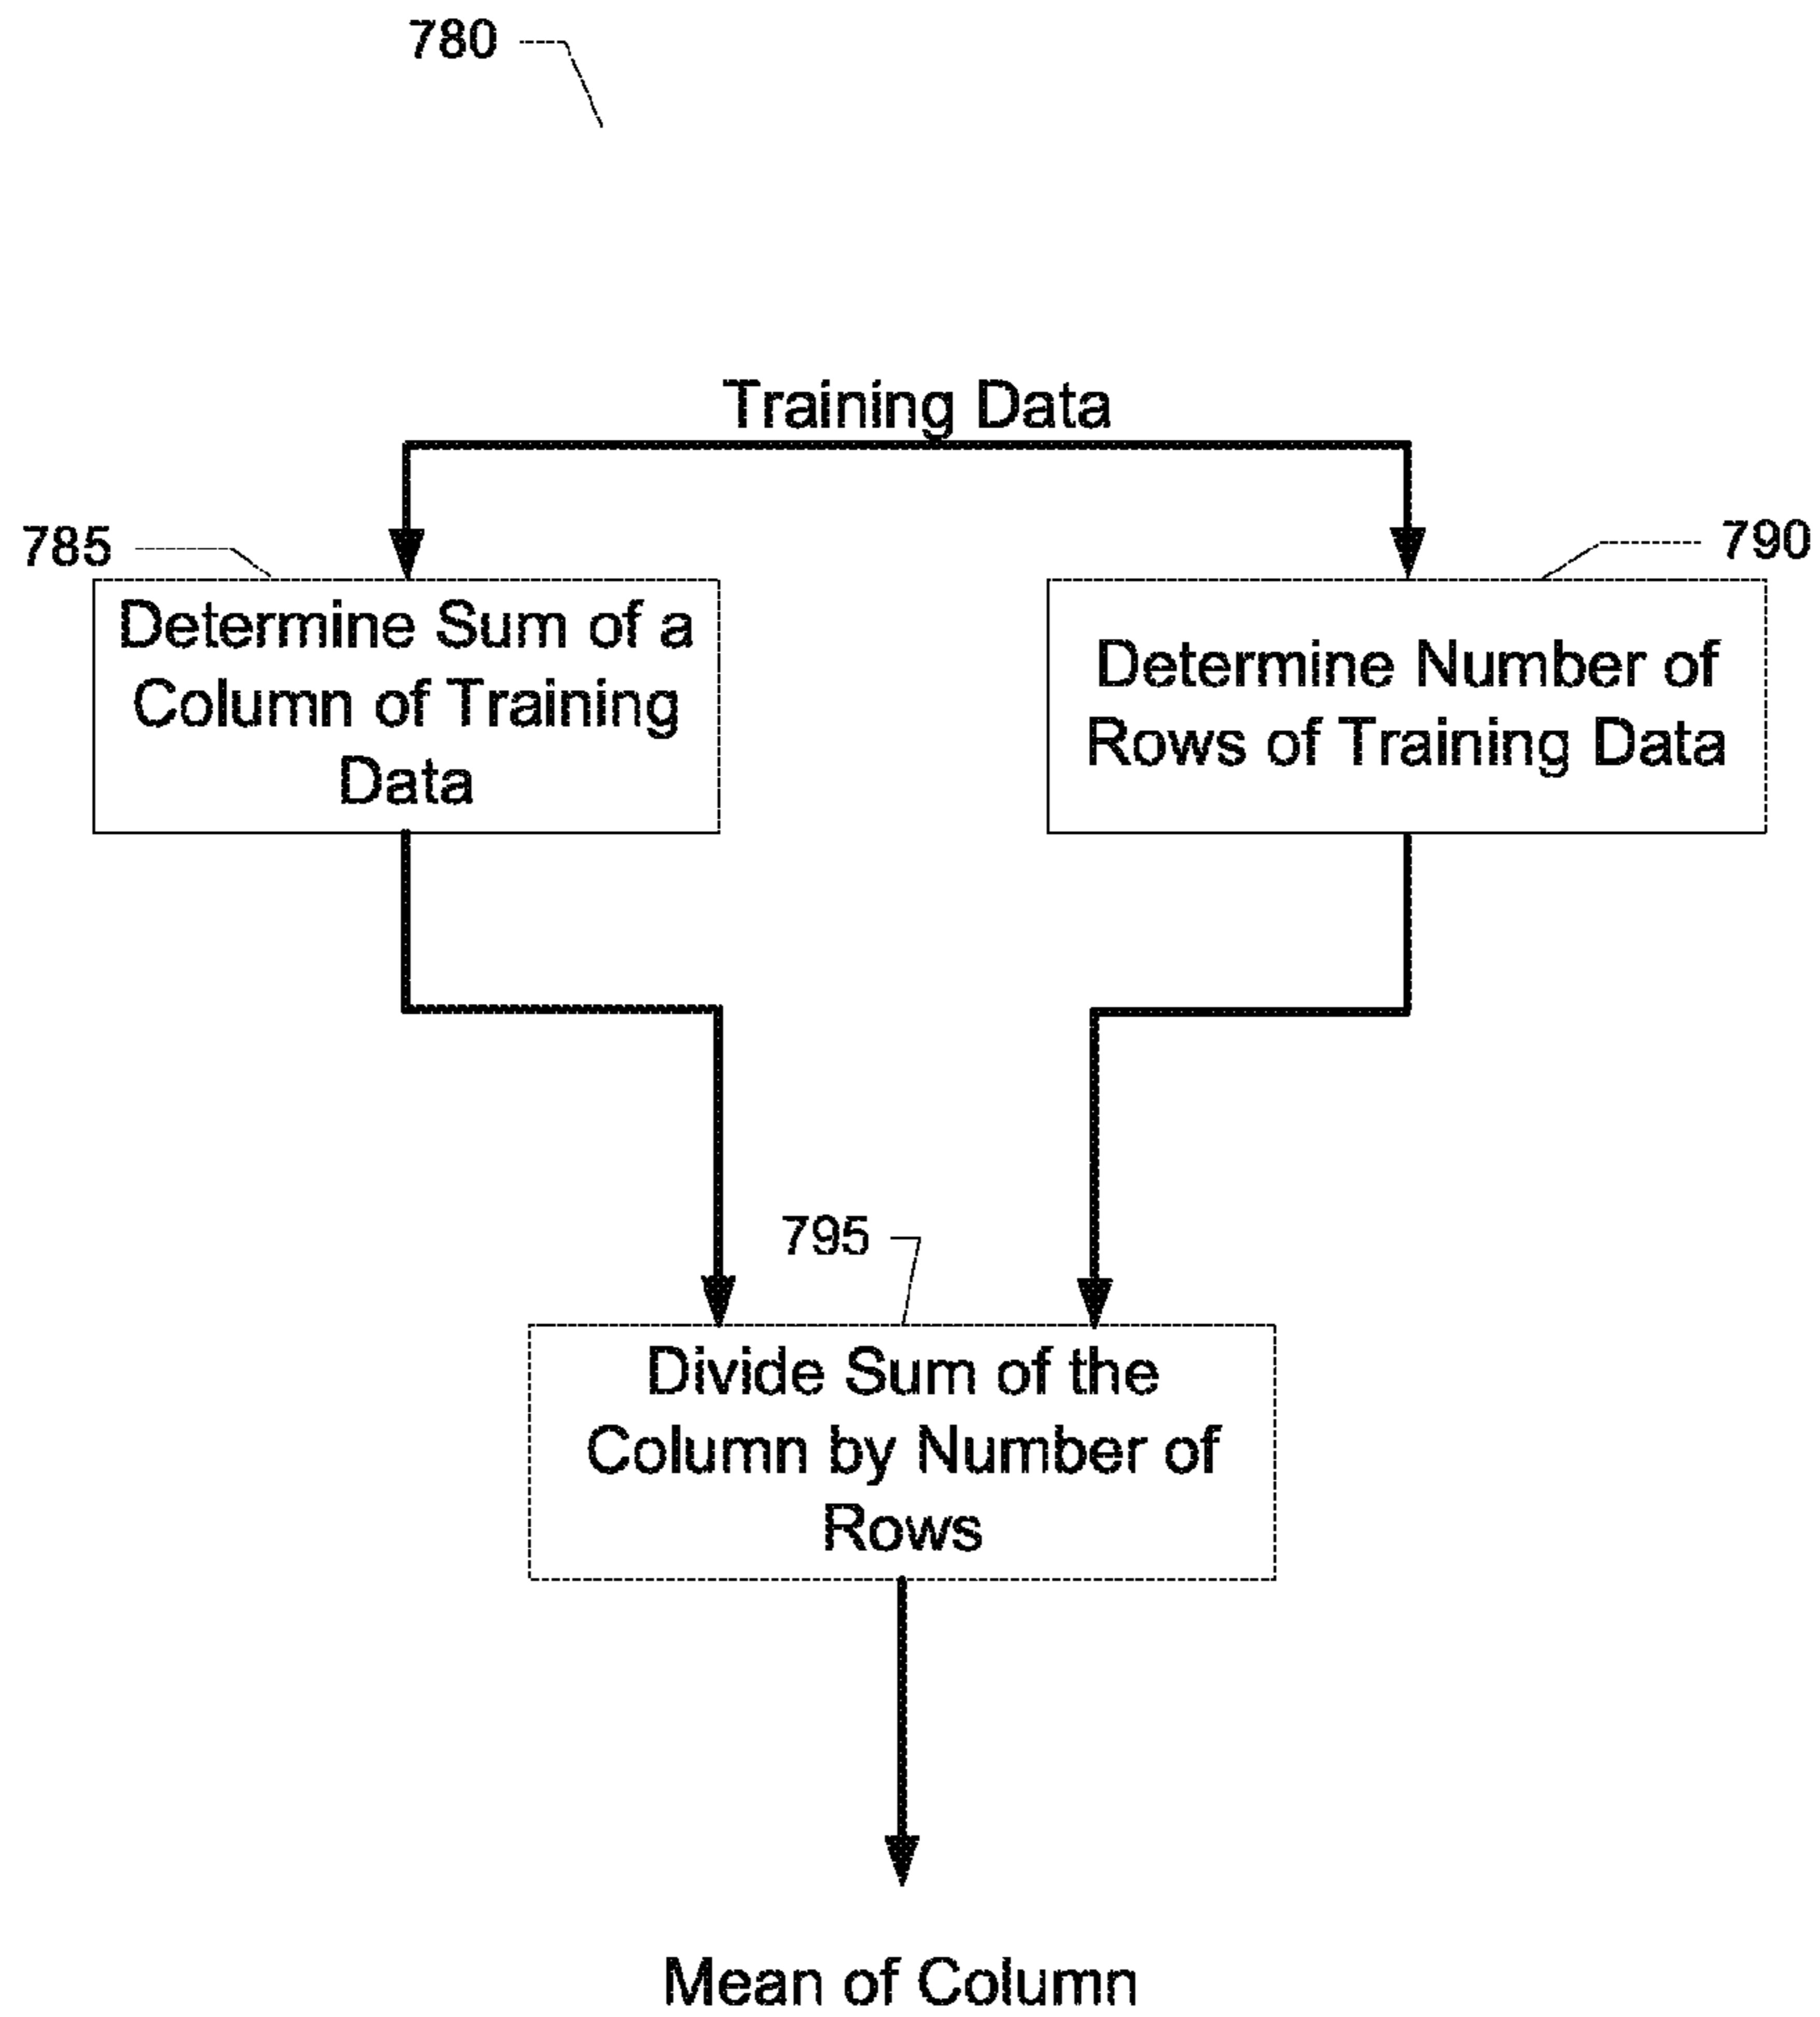 780
Training Data
785
790
Determine Sum of a
Column of Training
Data
Determine Number of
Rows of Training Data
795
Divide Sum of the
Column by Number of
Rows
Mean of Column